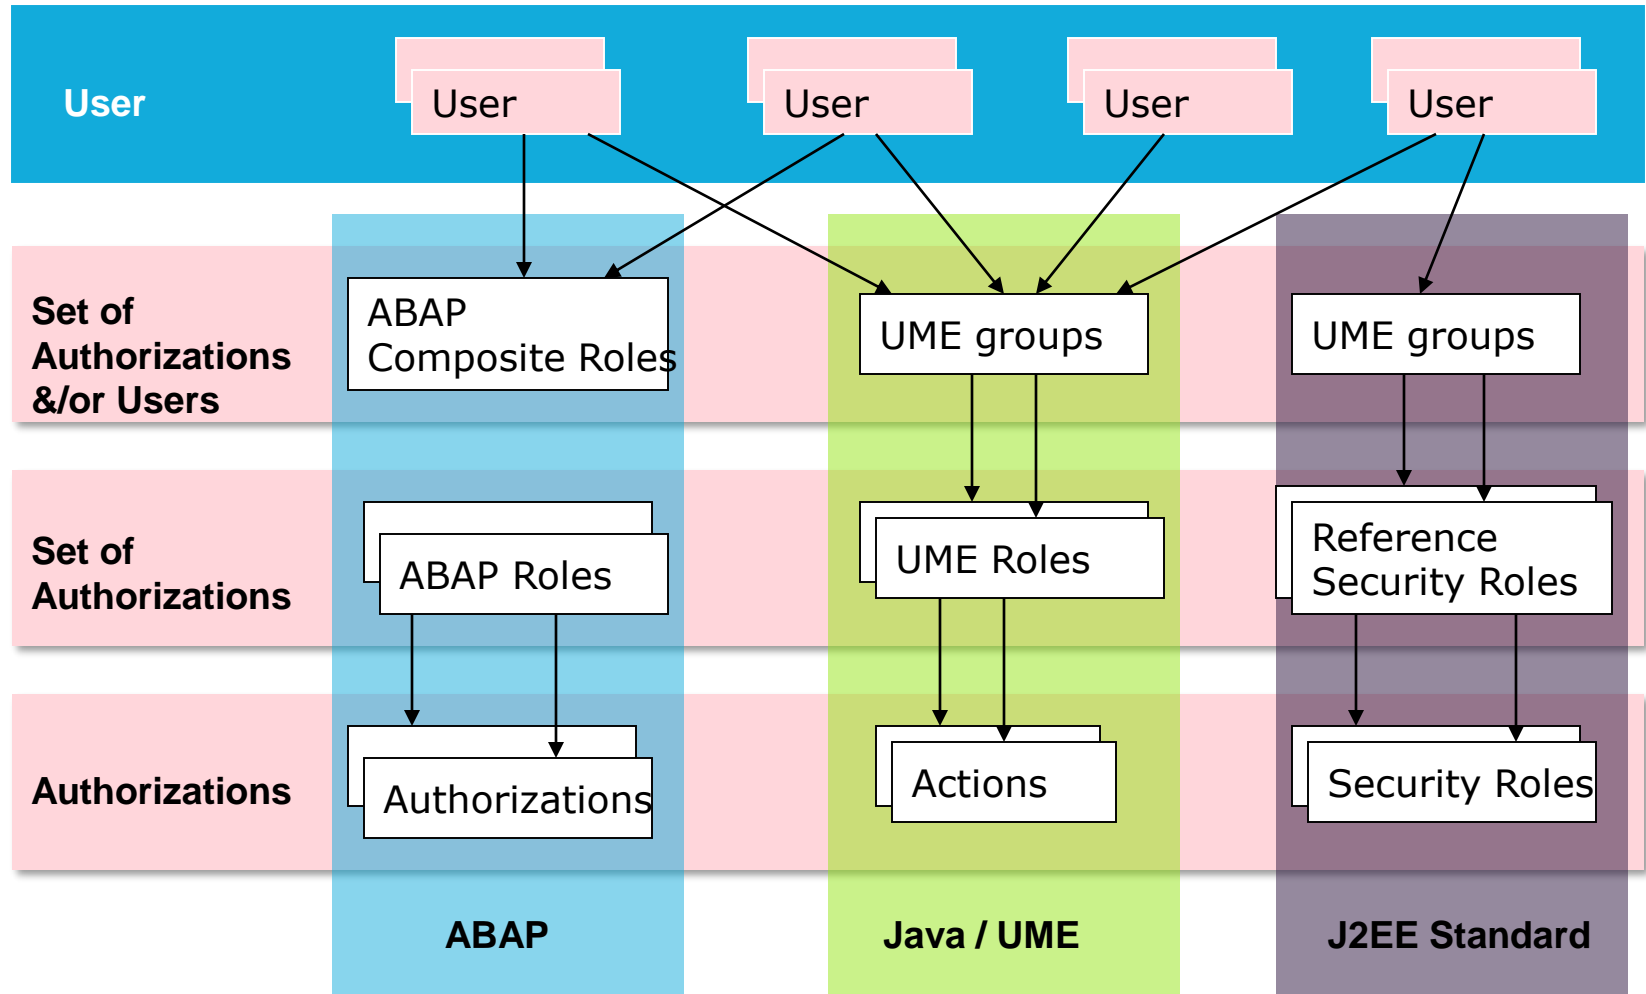 User
User
User
User
User
Set of
Authorizations
&/or Users
ABAP
Composite Roles
UME groups
UME groups
Set of
Authorizations
ABAP Roles
UME Roles
Reference
Security Roles
Authorizations
Authorizations
Actions
Security Roles
ABAP
Java / UME
J2EE Standard